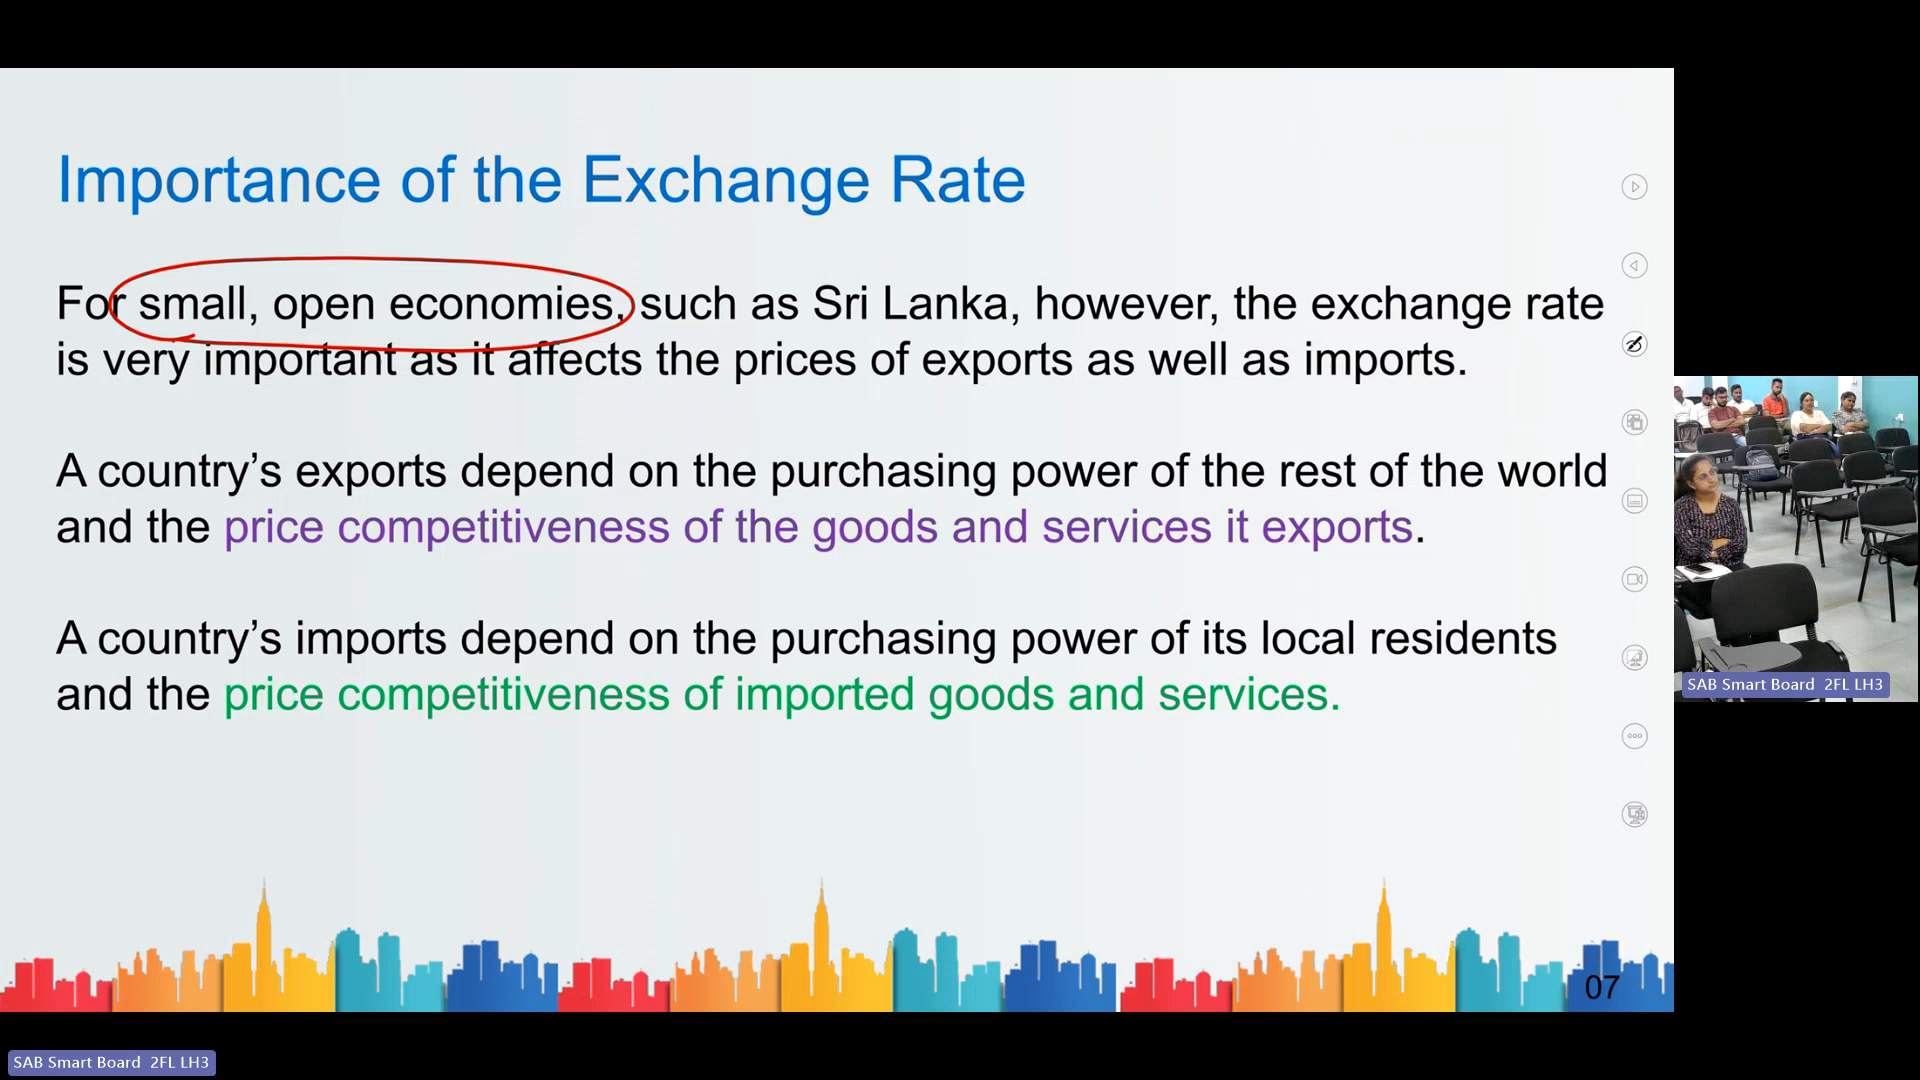 Importance of the Exchange Rate
For small, open economies, such as Sri Lanka, however, the exchange rate
is very important as it affects the prices of exports as well as imports.
A country’s exports depend on the purchasing power of the rest of the world
and the price competitiveness of the goods and services it exports.
A country’s imports depend on the purchasing power of its local residents
and the price competitiveness of imported goods and services.
07
SAB Smart Board 2FL LH3
SAB Smart Board 2FL LH3